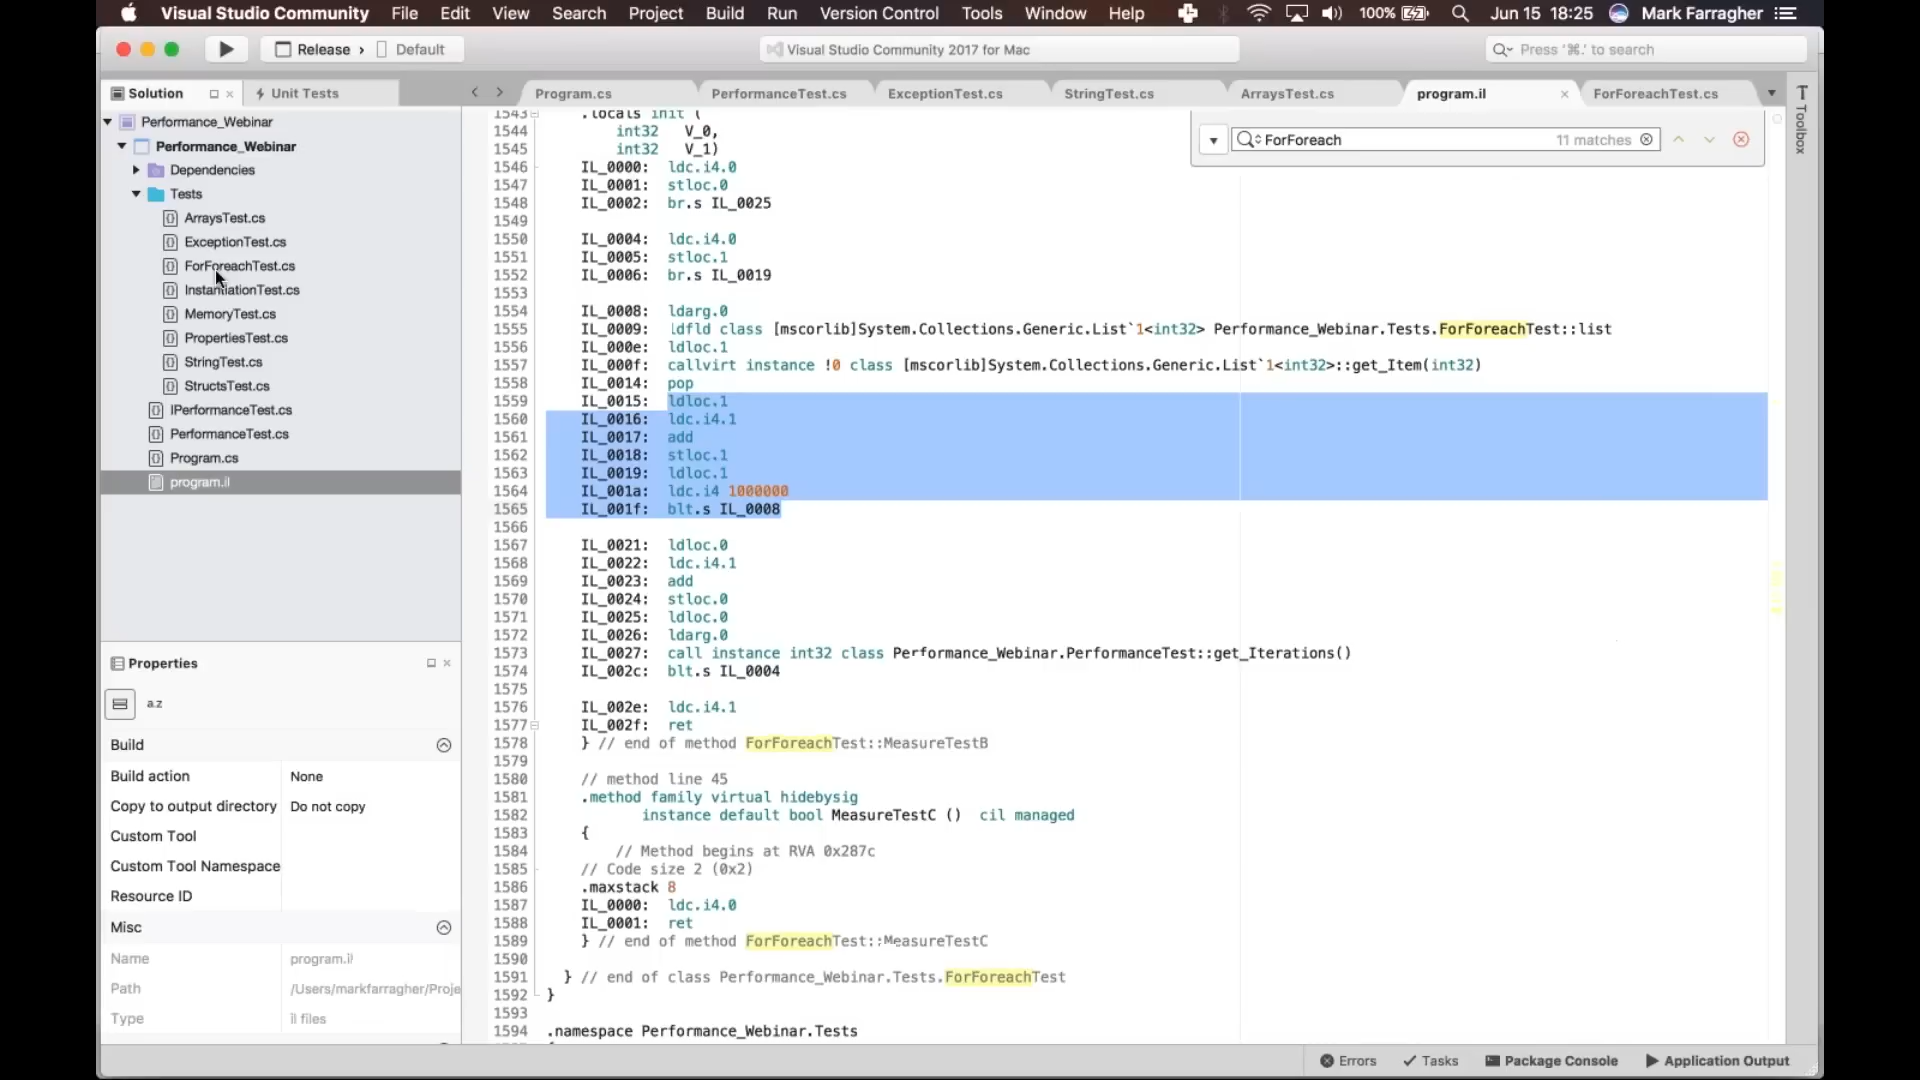 Visual Studio Community File Edit View Search Project Build Run Version Control Tools Window Help 100% Jun 15 18:25 Mark Farragher
Release › Default
Visual Studio Community 2017 for Mac
Press '⌘.' to search
Solution
Unit Tests
Program.cs
PerformanceTest.cs
ExceptionTest.cs
StringTest.cs
ArraysTest.cs
program.il
ForForeachTest.cs
Toolbox
Performance_Webinar
Performance_Webinar
Dependencies
Tests
ArraysTest.cs
ExceptionTest.cs
ForForeachTest.cs
InstantiationTest.cs
MemoryTest.cs
PropertiesTest.cs
StringTest.cs
StructsTest.cs
IPerformanceTest.cs
PerformanceTest.cs
Program.cs
program.il
Properties
a.z
Build
Build action None
Copy to output directory Do not copy
Custom Tool
Custom Tool Namespace
Resource ID
Misc
Name program.il
Path /Users/markfarragher/Proje
Type il files
ForForeach 11 matches
1543 .locals init (
1544 int32 V_0,
1545 int32 V_1)
1546 IL_0000: ldc.i4.0
1547 IL_0001: stloc.0
1548 IL_0002: br.s IL_0025
1549
1550 IL_0004: ldc.i4.0
1551 IL_0005: stloc.1
1552 IL_0006: br.s IL_0019
1553
1554 IL_0008: ldarg.0
1555 IL_0009: ldfld class [mscorlib]System.Collections.Generic.List`1<int32> Performance_Webinar.Tests.ForForeachTest::list
1556 IL_000e: ldloc.1
1557 IL_000f: callvirt instance !0 class [mscorlib]System.Collections.Generic.List`1<int32>::get_Item(int32)
1558 IL_0014: pop
1559 IL_0015: ldloc.1
1560 IL_0016: ldc.i4.1
1561 IL_0017: add
1562 IL_0018: stloc.1
1563 IL_0019: ldloc.1
1564 IL_001a: ldc.i4 1000000
1565 IL_001f: blt.s IL_0008
1566
1567 IL_0021: ldloc.0
1568 IL_0022: ldc.i4.1
1569 IL_0023: add
1570 IL_0024: stloc.0
1571 IL_0025: ldloc.0
1572 IL_0026: ldarg.0
1573 IL_0027: call instance int32 class Performance_Webinar.PerformanceTest::get_Iterations()
1574 IL_002c: blt.s IL_0004
1575
1576 IL_002e: ldc.i4.1
1577 IL_002f: ret
1578 } // end of method ForForeachTest::MeasureTestB
1579
1580 // method line 45
1581 .method family virtual hidebysig
1582 instance default bool MeasureTestC () cil managed
1583 {
1584 // Method begins at RVA 0x287c
1585 // Code size 2 (0x2)
1586 .maxstack 8
1587 IL_0000: ldc.i4.0
1588 IL_0001: ret
1589 } // end of method ForForeachTest::MeasureTestC
1590
1591 } // end of class Performance_Webinar.Tests.ForForeachTest
1592 }
1593
1594 .namespace Performance_Webinar.Tests
Errors Tasks Package Console Application Output